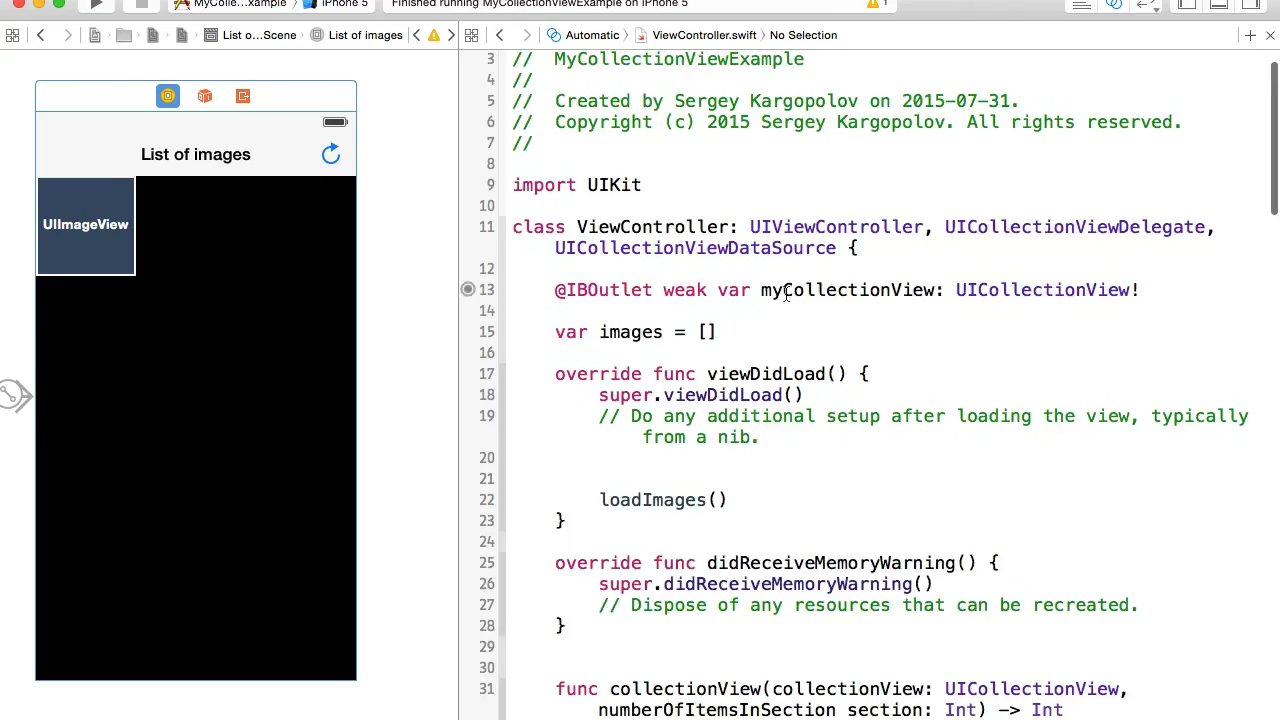 MyColle...xample iPhone 5 Finished running MyCollectionViewExample on iPhone 5 1
List o...Scene List of images Automatic ViewController.swift No Selection
List of images
UIImageView
3 // MyCollectionViewExample
4 //
5 // Created by Sergey Kargopolov on 2015-07-31.
6 // Copyright (c) 2015 Sergey Kargopolov. All rights reserved.
7 //
8
9 import UIKit
10
11 class ViewController: UIViewController, UICollectionViewDelegate,
UICollectionViewDataSource {
12
13 @IBOutlet weak var myCollectionView: UICollectionView!
14
15 var images = []
16
17 override func viewDidLoad() {
18 super.viewDidLoad()
19 // Do any additional setup after loading the view, typically
from a nib.
20
21
22 loadImages()
23 }
24
25 override func didReceiveMemoryWarning() {
26 super.didReceiveMemoryWarning()
27 // Dispose of any resources that can be recreated.
28 }
29
30
31 func collectionView(collectionView: UICollectionView,
numberOfItemsInSection section: Int) -> Int